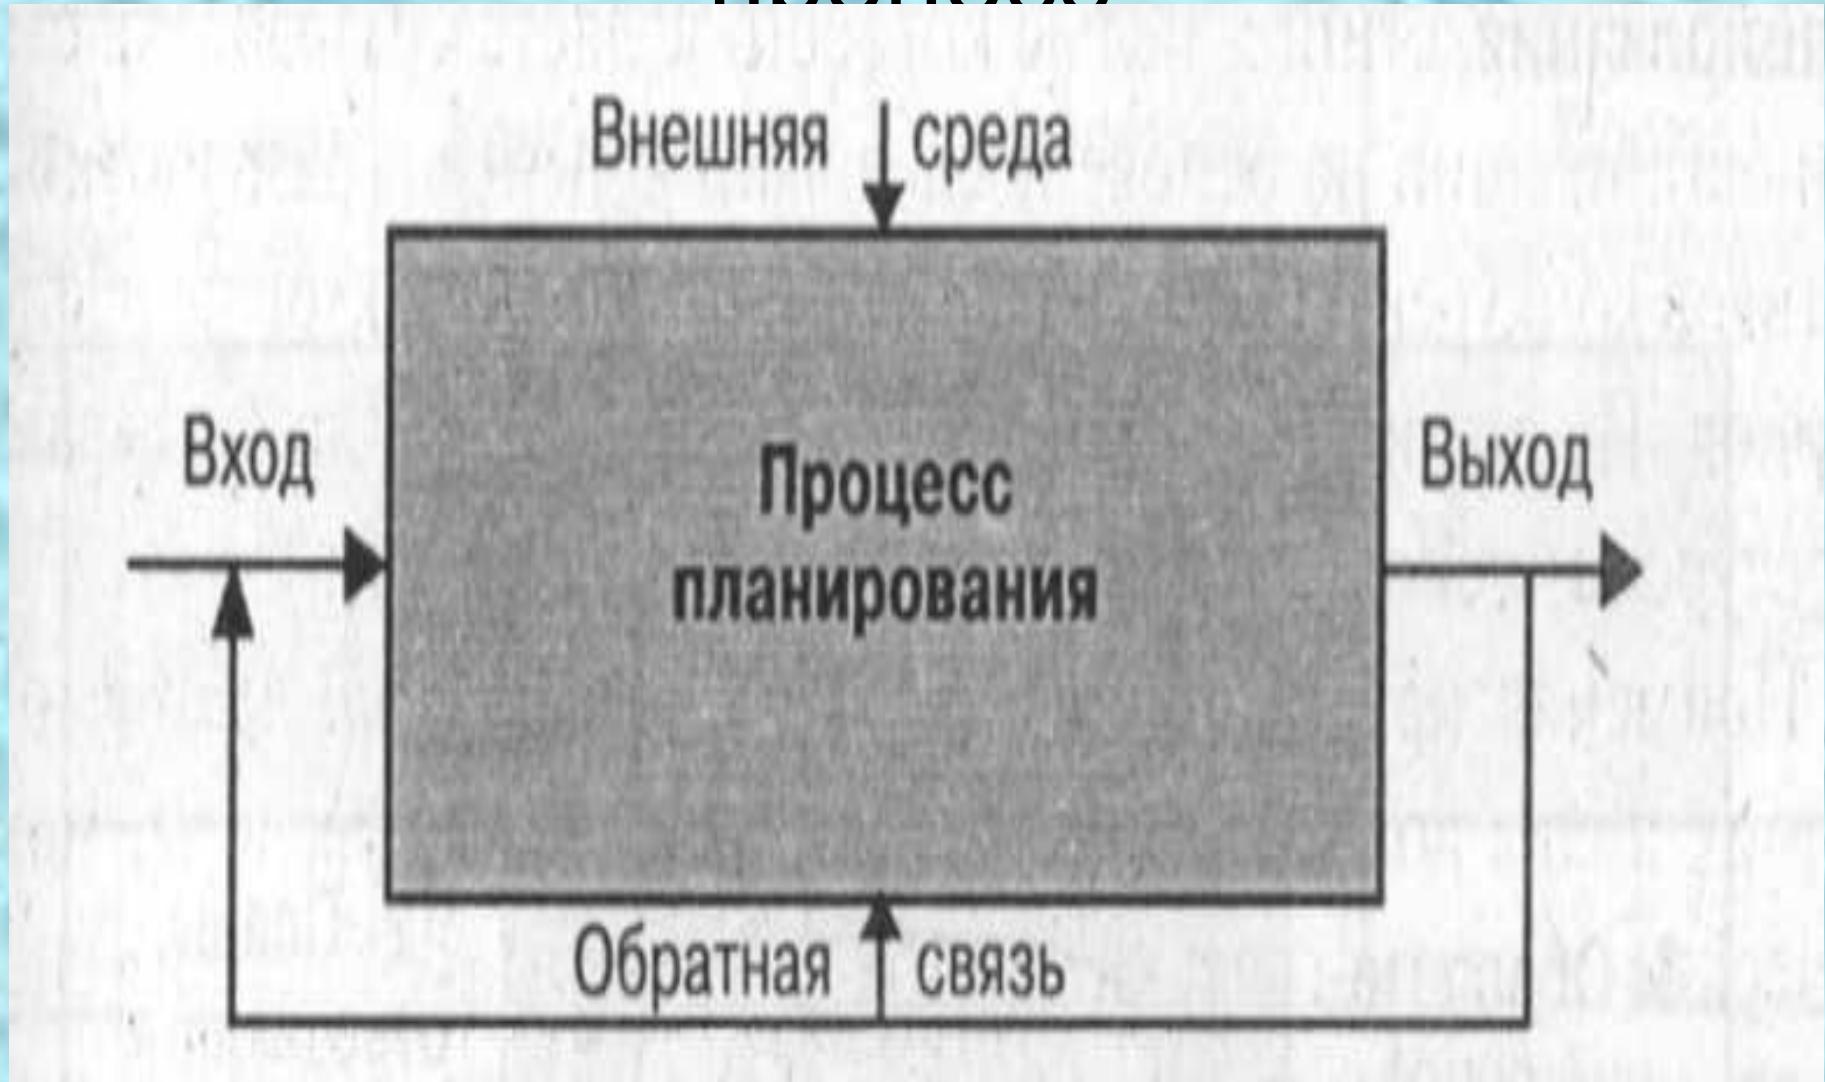 Внешняя среда
Вход
Выход
Процесс
планирования
Обратная связь